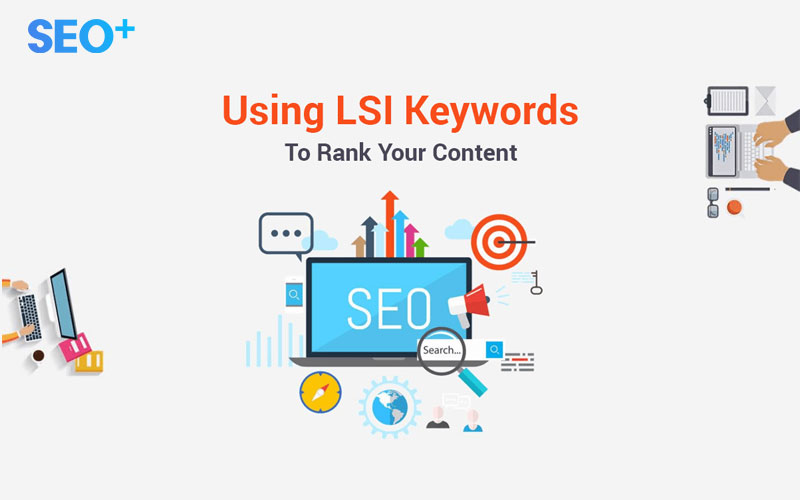 SEO+
Using LSI Keywords
To Rank Your Content
SEO
Search...